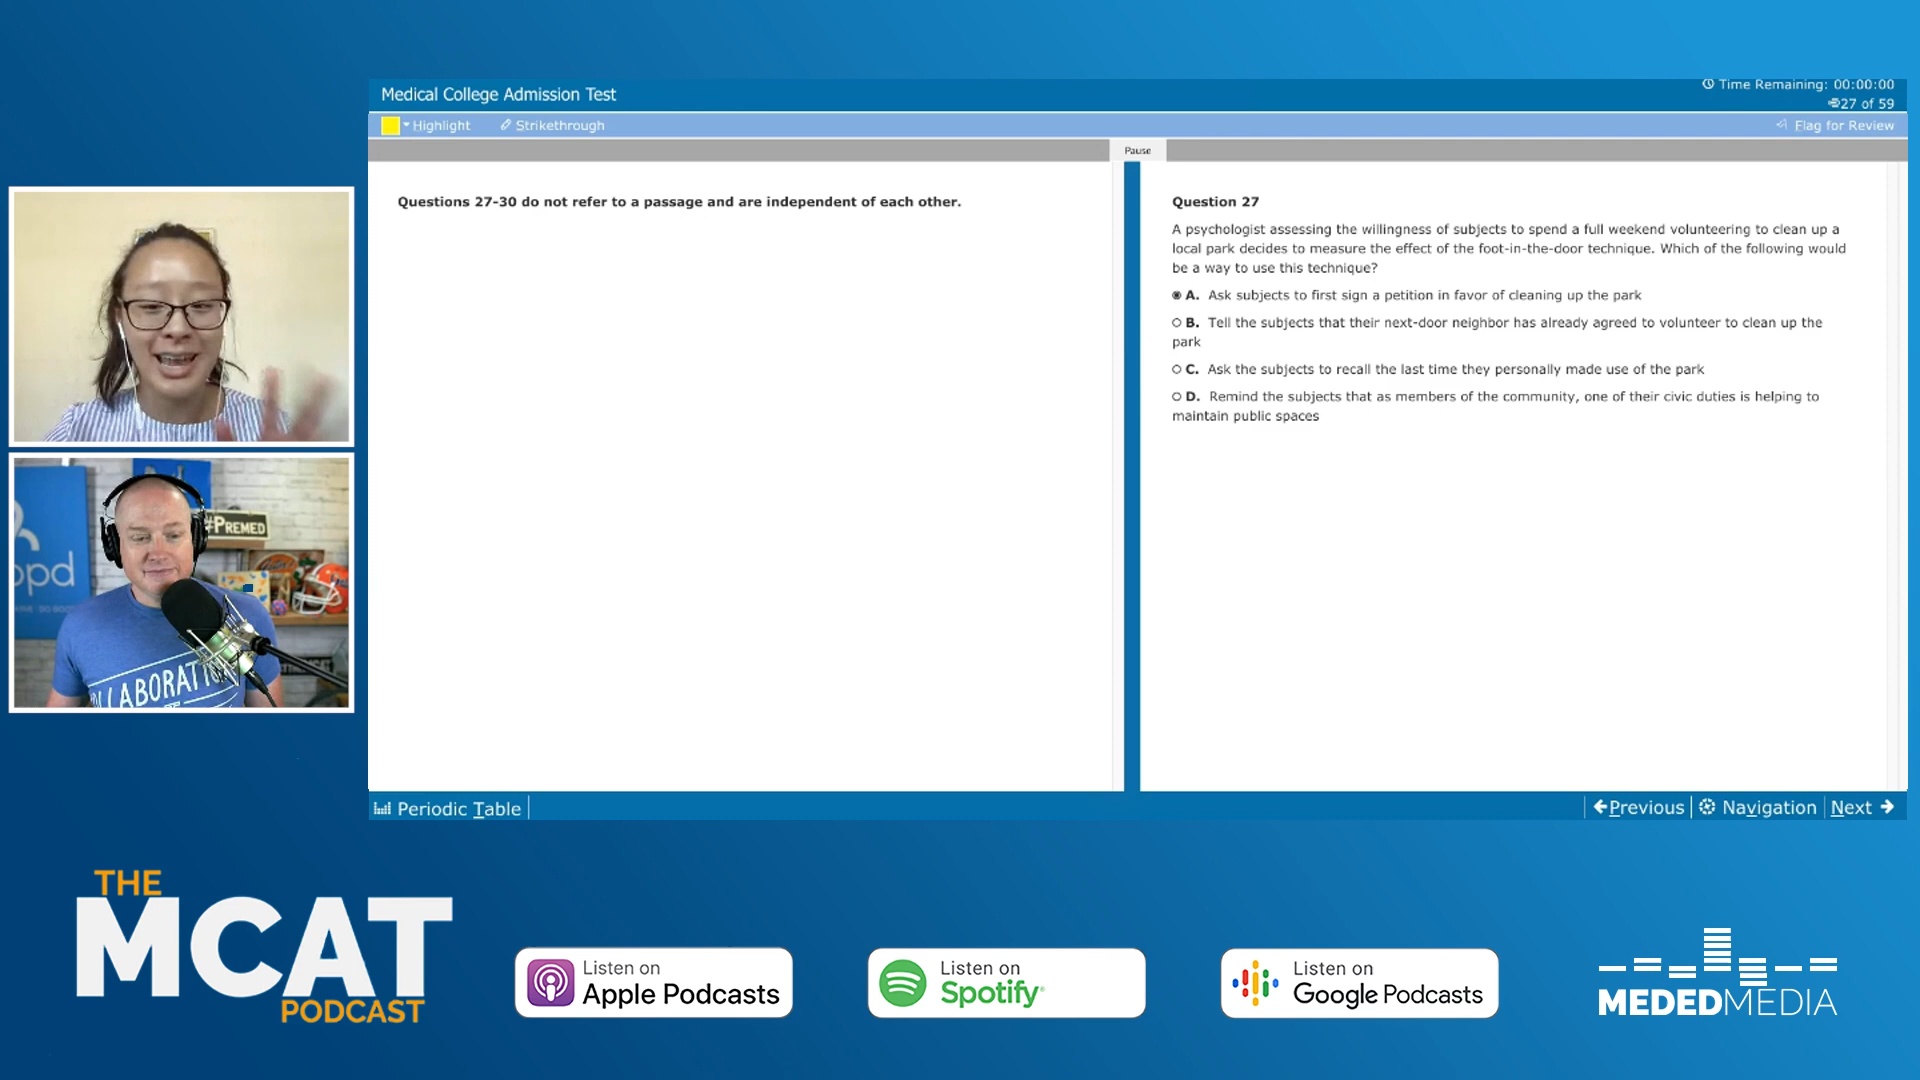 Medical College Admission Test
Time Remaining: 00:00:00
27 of 59
Highlight
Strikethrough
Flag for Review
Pause
Questions 27-30 do not refer to a passage and are independent of each other.
Question 27
A psychologist assessing the willingness of subjects to spend a full weekend volunteering to clean up a
local park decides to measure the effect of the foot-in-the-door technique. Which of the following would
be a way to use this technique?
A. Ask subjects to first sign a petition in favor of cleaning up the park
B. Tell the subjects that their next-door neighbor has already agreed to volunteer to clean up the
park
C. Ask the subjects to recall the last time they personally made use of the park
D. Remind the subjects that as members of the community, one of their civic duties is helping to
maintain public spaces
#PREMED
ppd
LLABORATI
Periodic Table
Previous
Navigation
Next
THE
MCAT
PODCAST
Listen on
Apple Podcasts
Listen on
Spotify
Listen on
Google Podcasts
MEDEDMEDIA